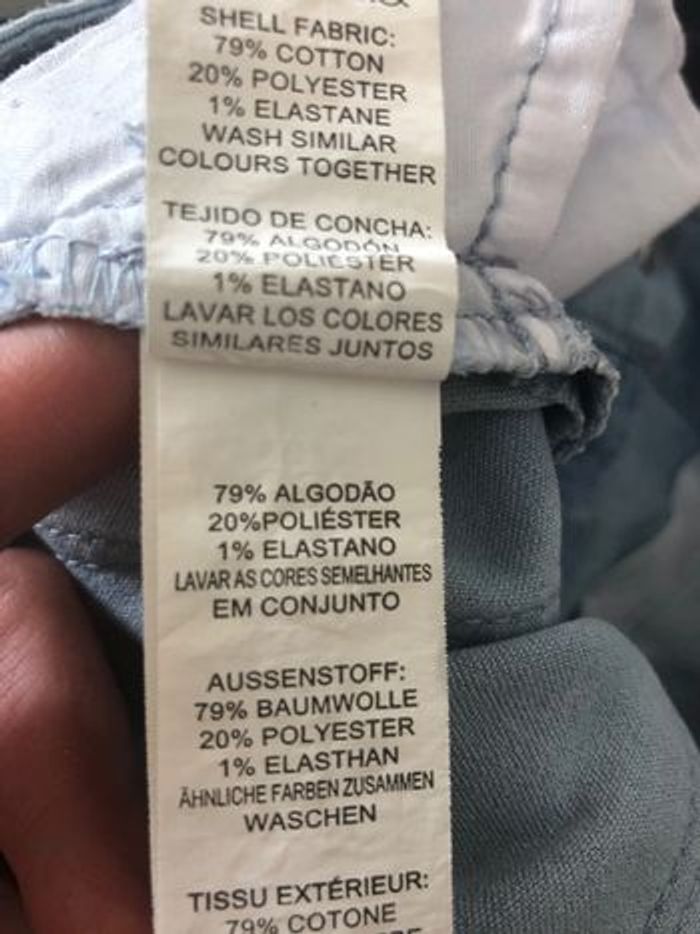 SHELL FABRIC:
79% COTTON
20% POLYESTER
1% ELASTANE
WASH SIMILAR
COLOURS TOGETHER
TEJIDO DE CONCHA:
79% ALGODÓN
20% POLIÉSTER
1% ELASTANO
LAVAR LOS COLORES
SIMILARES JUNTOS
79% ALGODÃO
20%POLIÉSTER
1% ELASTANO
LAVAR AS CORES SEMELHANTES
EM CONJUNTO
AUSSENSTOFF:
79% BAUMWOLLE
20% POLYESTER
1% ELASTHAN
ÄHNLICHE FARBEN ZUSAMMEN
WASCHEN
TISSU EXTÉRIEUR:
79% COTONE